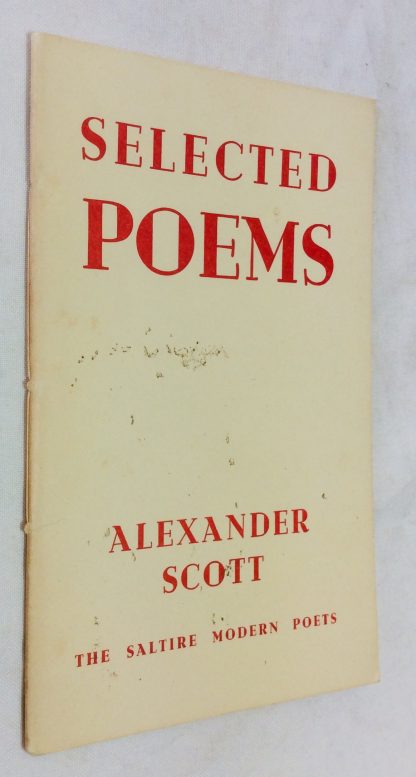 SELECTED
POEMS
ALEXANDER
SCOTT
THE SALTIRE MODERN POETS